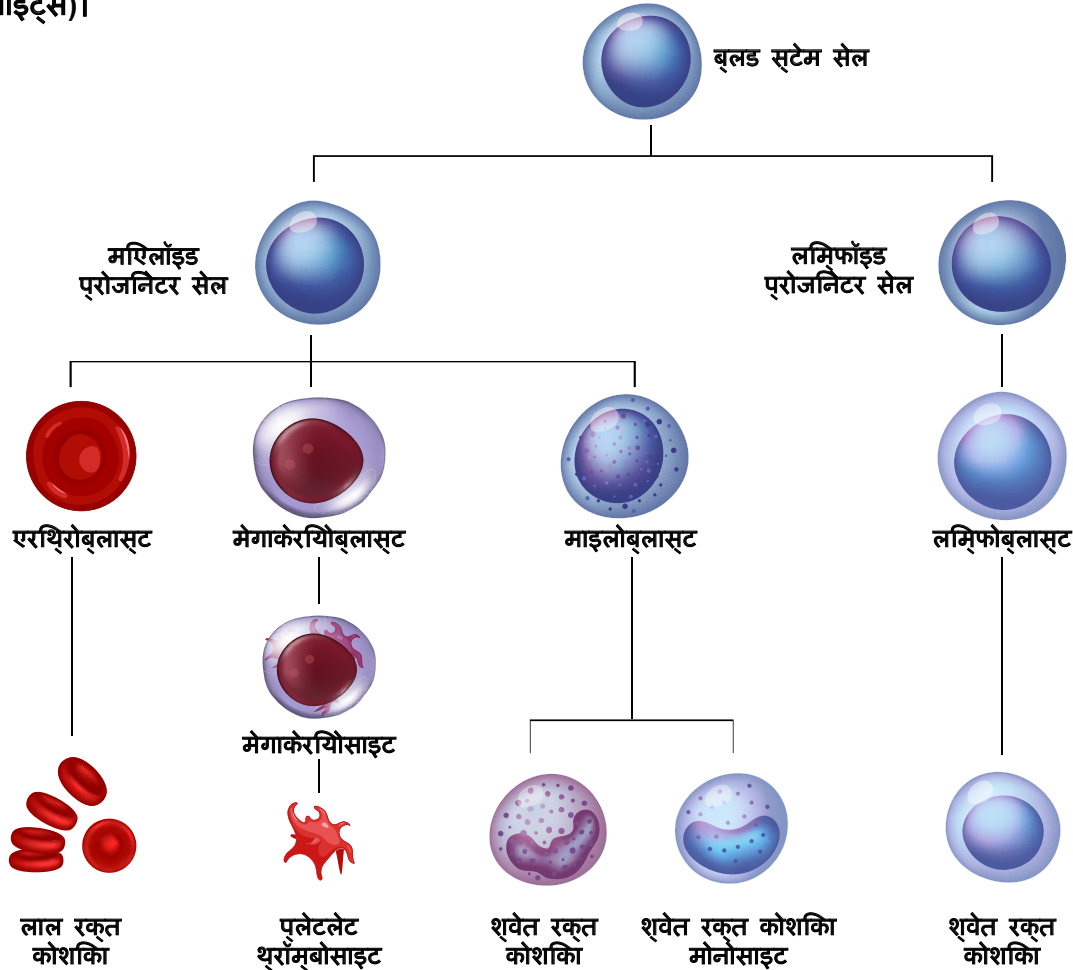 ाइट्स)।
ब्लड स्टेम सेल
मएिलॉइड
प्रोजनिेटर सेल
लम्फिॉइड
प्रोजनिेटर सेल
एरथ्रिोब्लास्ट
मेगाकेरयिोब्लास्ट
माइलोब्लास्ट
लम्फिोब्लास्ट
मेगाकेरयिोसाइट
लाल रक्त
कोशकिा
प्लेटलेट
थ्रॉम्बोसाइट
श्वेत रक्त
कोशकिा
श्वेत रक्त कोशकिा
मोनोसाइट
श्वेत रक्त
कोशकिा